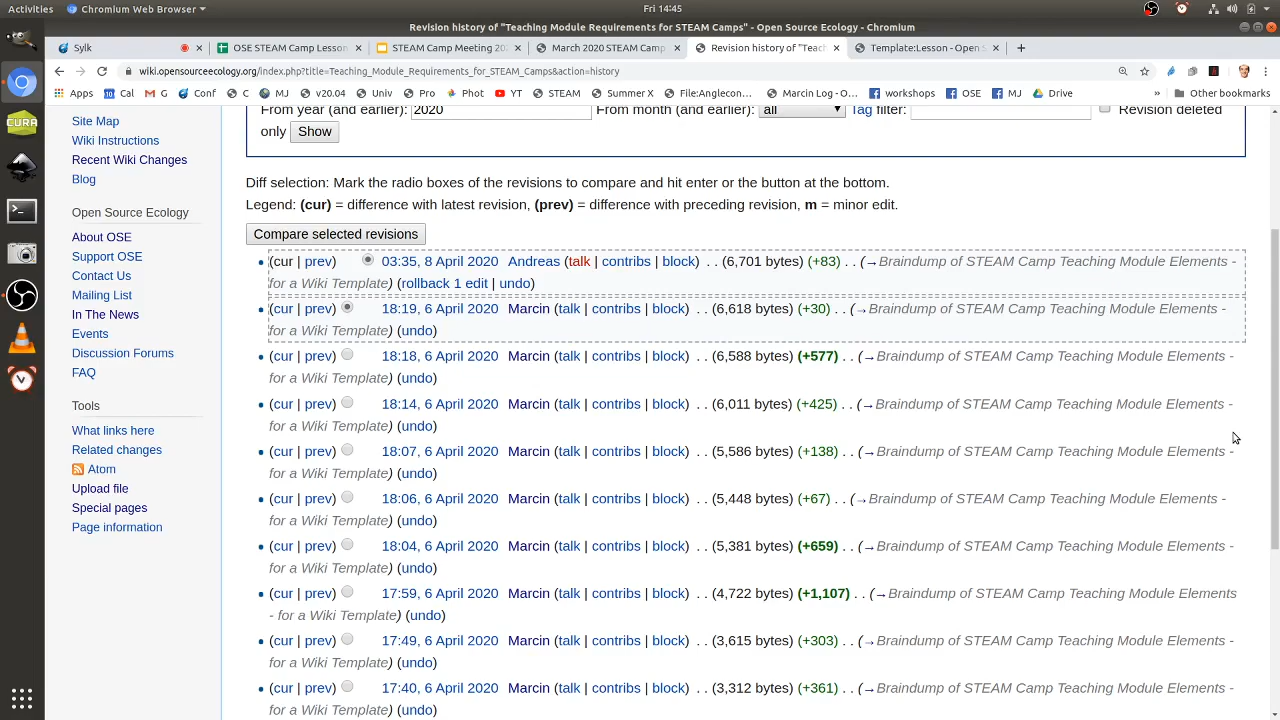 Activities Chromium Web Browser Fri 14:45
Revision history of "Teaching Module Requirements for STEAM Camps" - Open Source Ecology - Chromium
Sylk OSE STEAM Camp Lesson STEAM Camp Meeting 202 March 2020 STEAM Camp Revision history of "Teachin Template:Lesson - Open S
wiki.opensourceecology.org/index.php?title=Teaching_Module_Requirements_for_STEAM_Camps&action=history
Apps Cal G Conf C MJ v20.04 Univ Pro Phot YT STEAM Summer X File:Anglecon... Marcin Log - O... workshops OSE MJ Drive » Other bookmarks
From year (and earlier): 2020 From month (and earlier): all Tag filter: Revision deleted
only Show
Site Map
Wiki Instructions
Recent Wiki Changes
Blog
Open Source Ecology
About OSE
Support OSE
Contact Us
Mailing List
In The News
Events
Discussion Forums
FAQ
Tools
What links here
Related changes
Atom
Upload file
Special pages
Page information
Diff selection: Mark the radio boxes of the revisions to compare and hit enter or the button at the bottom.
Legend: (cur) = difference with latest revision, (prev) = difference with preceding revision, m = minor edit.
Compare selected revisions
(cur | prev) 03:35, 8 April 2020 Andreas (talk | contribs | block) . . (6,701 bytes) (+83) . . (→Braindump of STEAM Camp Teaching Module Elements -
for a Wiki Template) (rollback 1 edit | undo)
(cur | prev) 18:19, 6 April 2020 Marcin (talk | contribs | block) . . (6,618 bytes) (+30) . . (→Braindump of STEAM Camp Teaching Module Elements -
for a Wiki Template) (undo)
(cur | prev) 18:18, 6 April 2020 Marcin (talk | contribs | block) . . (6,588 bytes) (+577) . . (→Braindump of STEAM Camp Teaching Module Elements -
for a Wiki Template) (undo)
(cur | prev) 18:14, 6 April 2020 Marcin (talk | contribs | block) . . (6,011 bytes) (+425) . . (→Braindump of STEAM Camp Teaching Module Elements -
for a Wiki Template) (undo)
(cur | prev) 18:07, 6 April 2020 Marcin (talk | contribs | block) . . (5,586 bytes) (+138) . . (→Braindump of STEAM Camp Teaching Module Elements -
for a Wiki Template) (undo)
(cur | prev) 18:06, 6 April 2020 Marcin (talk | contribs | block) . . (5,448 bytes) (+67) . . (→Braindump of STEAM Camp Teaching Module Elements -
for a Wiki Template) (undo)
(cur | prev) 18:04, 6 April 2020 Marcin (talk | contribs | block) . . (5,381 bytes) (+659) . . (→Braindump of STEAM Camp Teaching Module Elements -
for a Wiki Template) (undo)
(cur | prev) 17:59, 6 April 2020 Marcin (talk | contribs | block) . . (4,722 bytes) (+1,107) . . (→Braindump of STEAM Camp Teaching Module Elements
- for a Wiki Template) (undo)
(cur | prev) 17:49, 6 April 2020 Marcin (talk | contribs | block) . . (3,615 bytes) (+303) . . (→Braindump of STEAM Camp Teaching Module Elements -
for a Wiki Template) (undo)
(cur | prev) 17:40, 6 April 2020 Marcin (talk | contribs | block) . . (3,312 bytes) (+361) . . (→Braindump of STEAM Camp Teaching Module Elements -
for a Wiki Template) (undo)